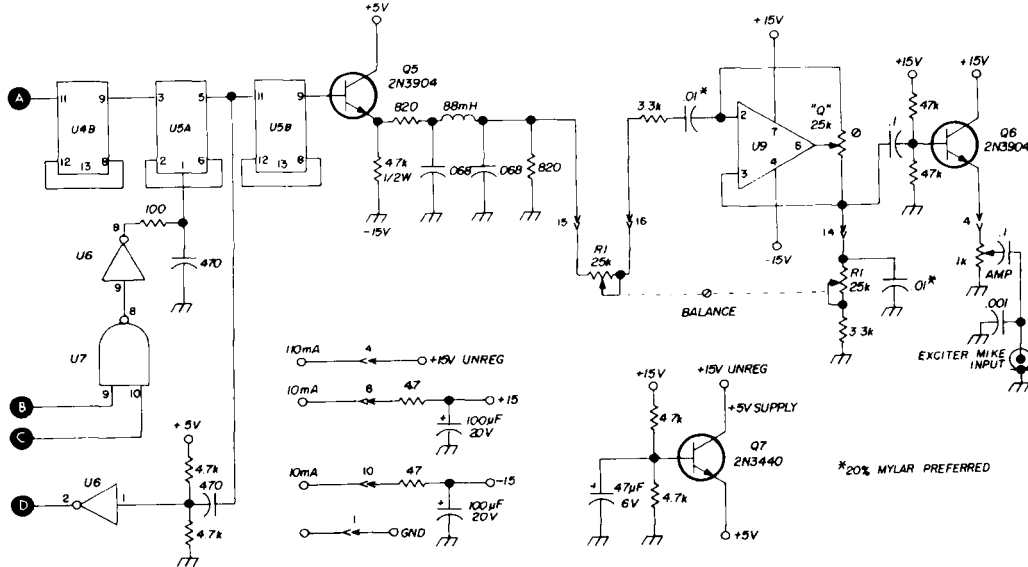 +5V
A
11
9
U4B
12
13
8
3
5
U5A
2
1
6
11
9
U5B
12
13
8
Q5
2N3904
820
88mH
4.7k
1/2W
-15V
.068
.068
820
15
16
R1
25k
3.3k
.01*
+15V
2
7
U9
6
4
3
-15V
"Q"
25k
14
R1
25k
.01*
3.3k
BALANCE
+15V
47k
.1
47k
+15V
Q6
2N3904
4
.1
1k
AMP
.001
EXCITER MIKE
INPUT
8
100
U6
9
470
8
U7
9
10
B
C
+5V
4.7k
470
D
2
U6
1
4.7k
110mA
4
+15V UNREG
10mA
8
47
+15
+
100µF
20V
10mA
10
47
-15
+
100µF
20V
1
GND
+15V
4.7k
+15V UNREG
+5V SUPPLY
Q7
2N3440
+
47µF
6V
4.7k
+5V
*20% MYLAR PREFERRED